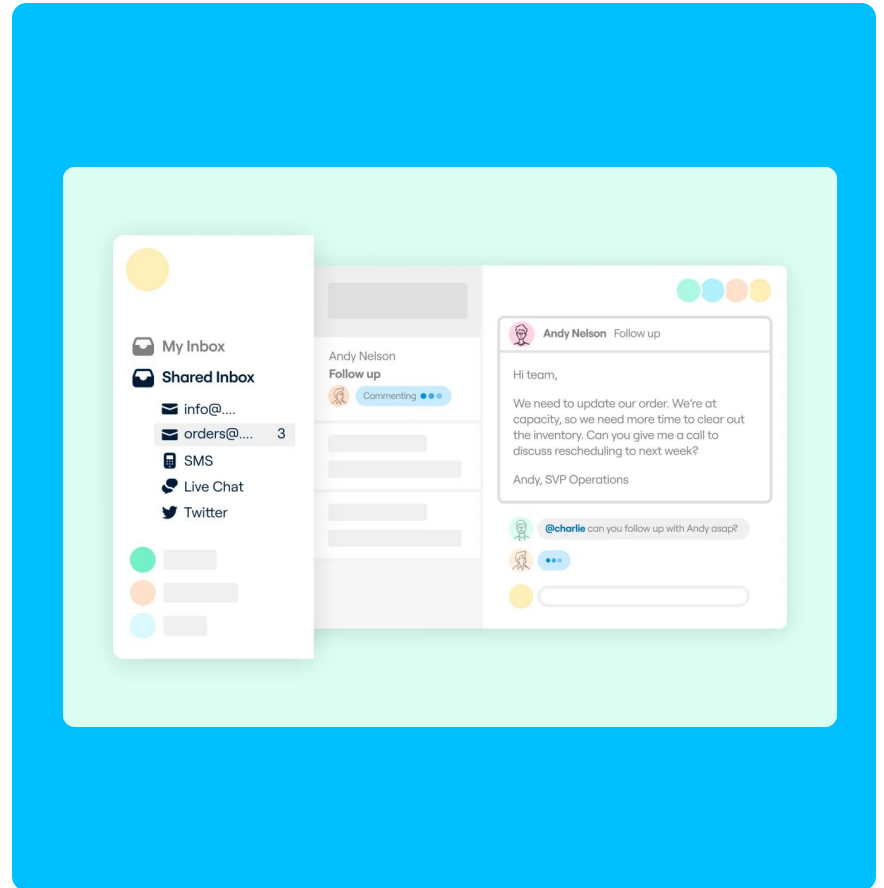 My Inbox
Shared Inbox
info@....
orders@.... 3
SMS
Live Chat
Twitter
Andy Nelson
Follow up
Commenting
Andy Nelson Follow up
Hi team,
We need to update our order. We're at
capacity, so we need more time to clear out
the inventory. Can you give me a call to
discuss rescheduling to next week?
Andy, SVP Operations
@charlie can you follow up with Andy asap?